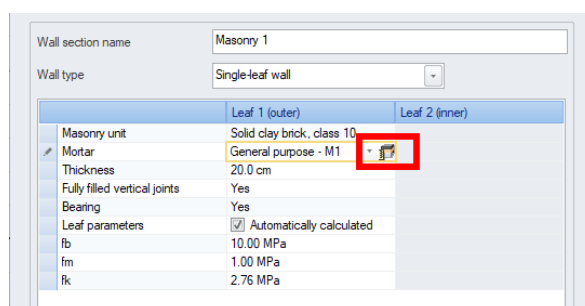 Wall section name Masonry 1
Wall type Single-leaf wall
Leaf 1 (outer) Leaf 2 (inner)
Masonry unit Solid clay brick, class 10
Mortar General purpose - M1
Thickness 20.0 cm
Fully filled vertical joints Yes
Bearing Yes
Leaf parameters Automatically calculated
fb 10.00 MPa
fm 1.00 MPa
fk 2.76 MPa